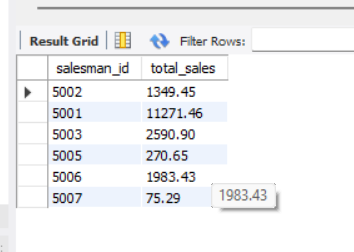 Result Grid Filter Rows:
salesman_id total_sales
5002 1349.45
5001 11271.46
5003 2590.90
5005 270.65
5006 1983.43
5007 75.29 1983.43